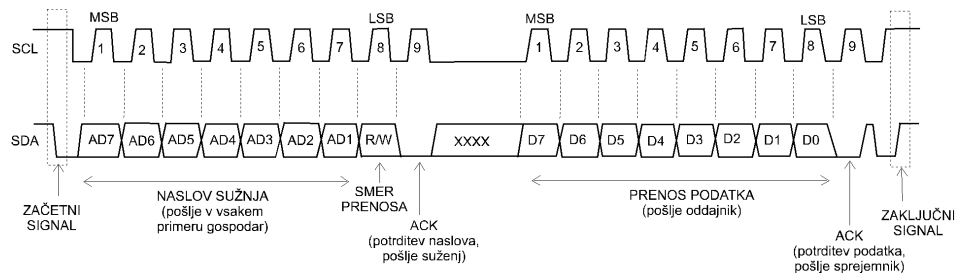 MSB LSB MSB LSB
SCL 1 2 3 4 5 6 7 8 9 1 2 3 4 5 6 7 8 9
SDA AD7 AD6 AD5 AD4 AD3 AD2 AD1 R/W XXXX D7 D6 D5 D4 D3 D2 D1 D0
ZAČETNI
SIGNAL
NASLOV SUŽNJA
(pošlje v vsakem
primeru gospodar)
SMER
PRENOSA
ACK
(potrditev naslova,
pošlje suženj)
PRENOS PODATKA
(pošlje oddajnik)
ACK
(potrditev podatka,
pošlje sprejemnik)
ZAKLJUČNI
SIGNAL